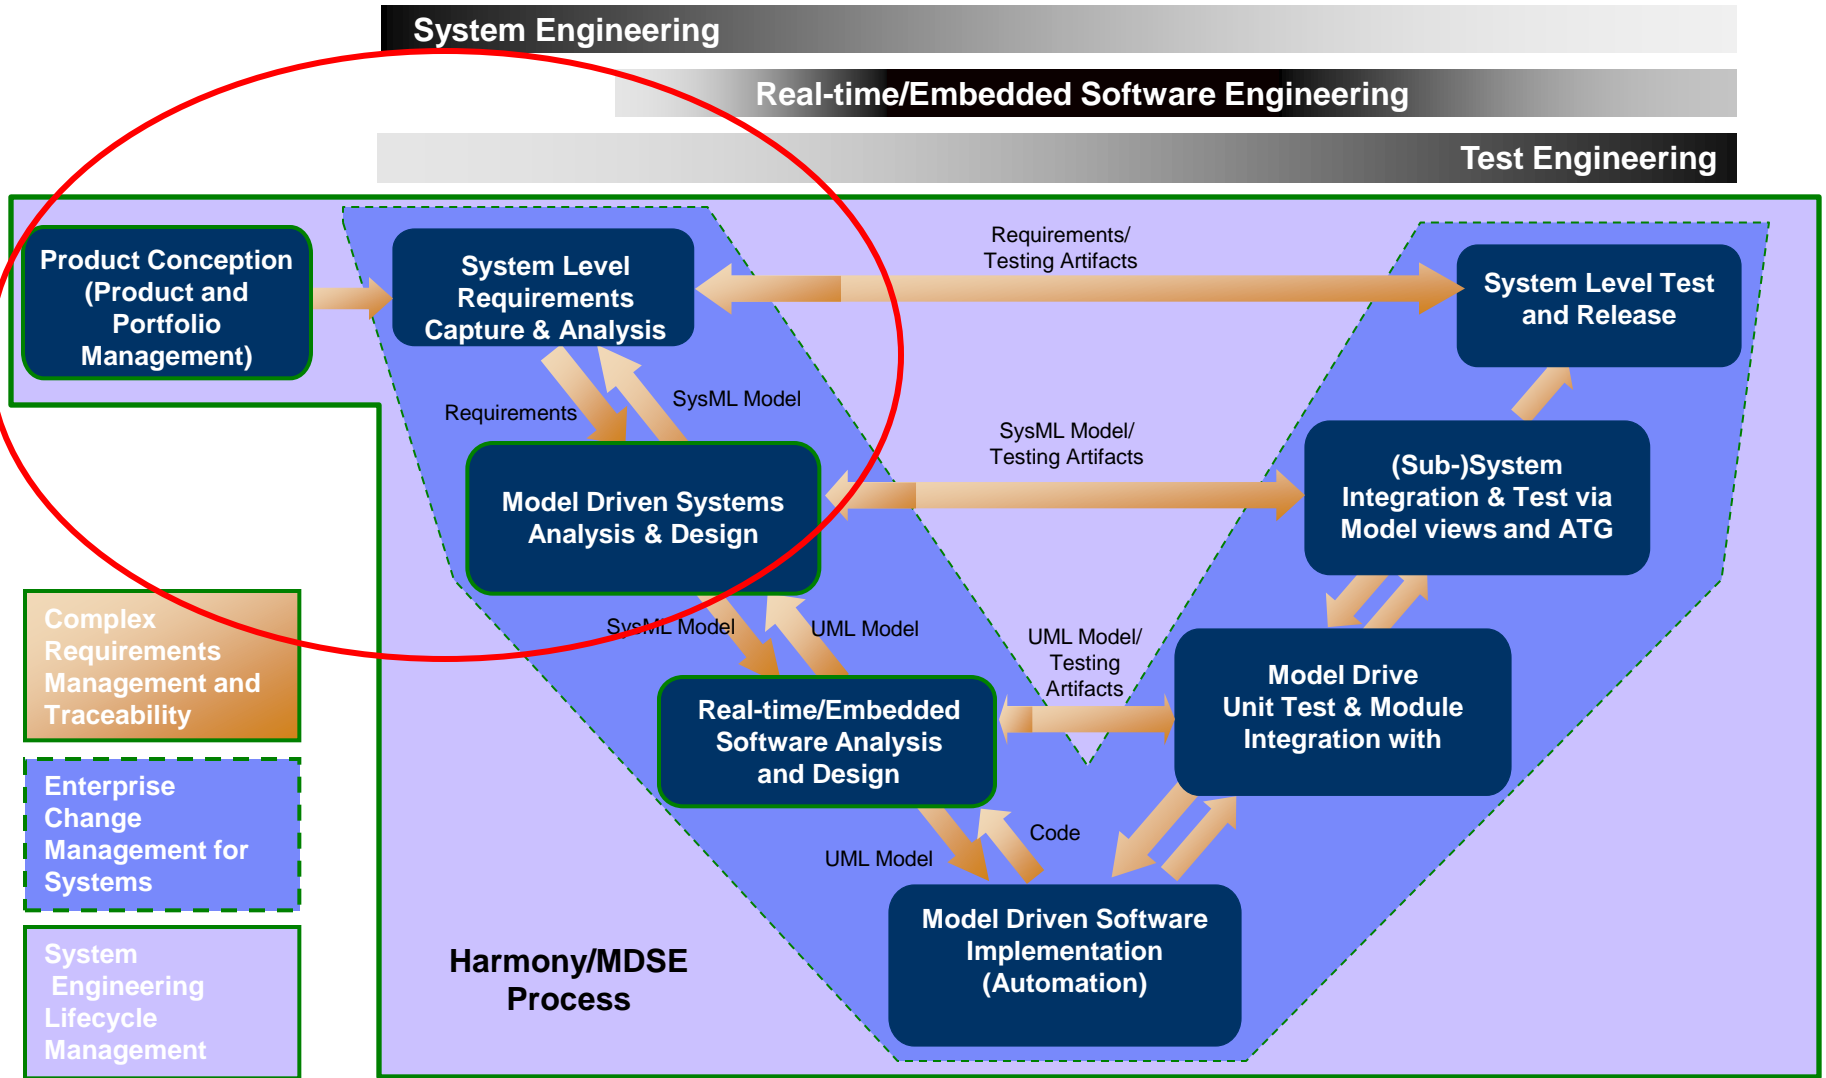 System Engineering
Real-time/Embedded Software Engineering
Test Engineering
Product Conception
(Product and
Portfolio
Management)
System Level
Requirements
Capture & Analysis
Requirements/
Testing Artifacts
System Level Test
and Release
Requirements
SysML Model
SysML Model/
Testing Artifacts
Model Driven Systems
Analysis & Design
(Sub-)System
Integration & Test via
Model views and ATG
SysML Model
UML Model
UML Model/
Testing
Artifacts
Real-time/Embedded
Software Analysis
and Design
Model Drive
Unit Test & Module
Integration with
UML Model
Code
Model Driven Software
Implementation
(Automation)
Harmony/MDSE
Process
Complex
Requirements
Management and
Traceability
Enterprise
Change
Management for
Systems
System
Engineering
Lifecycle
Management